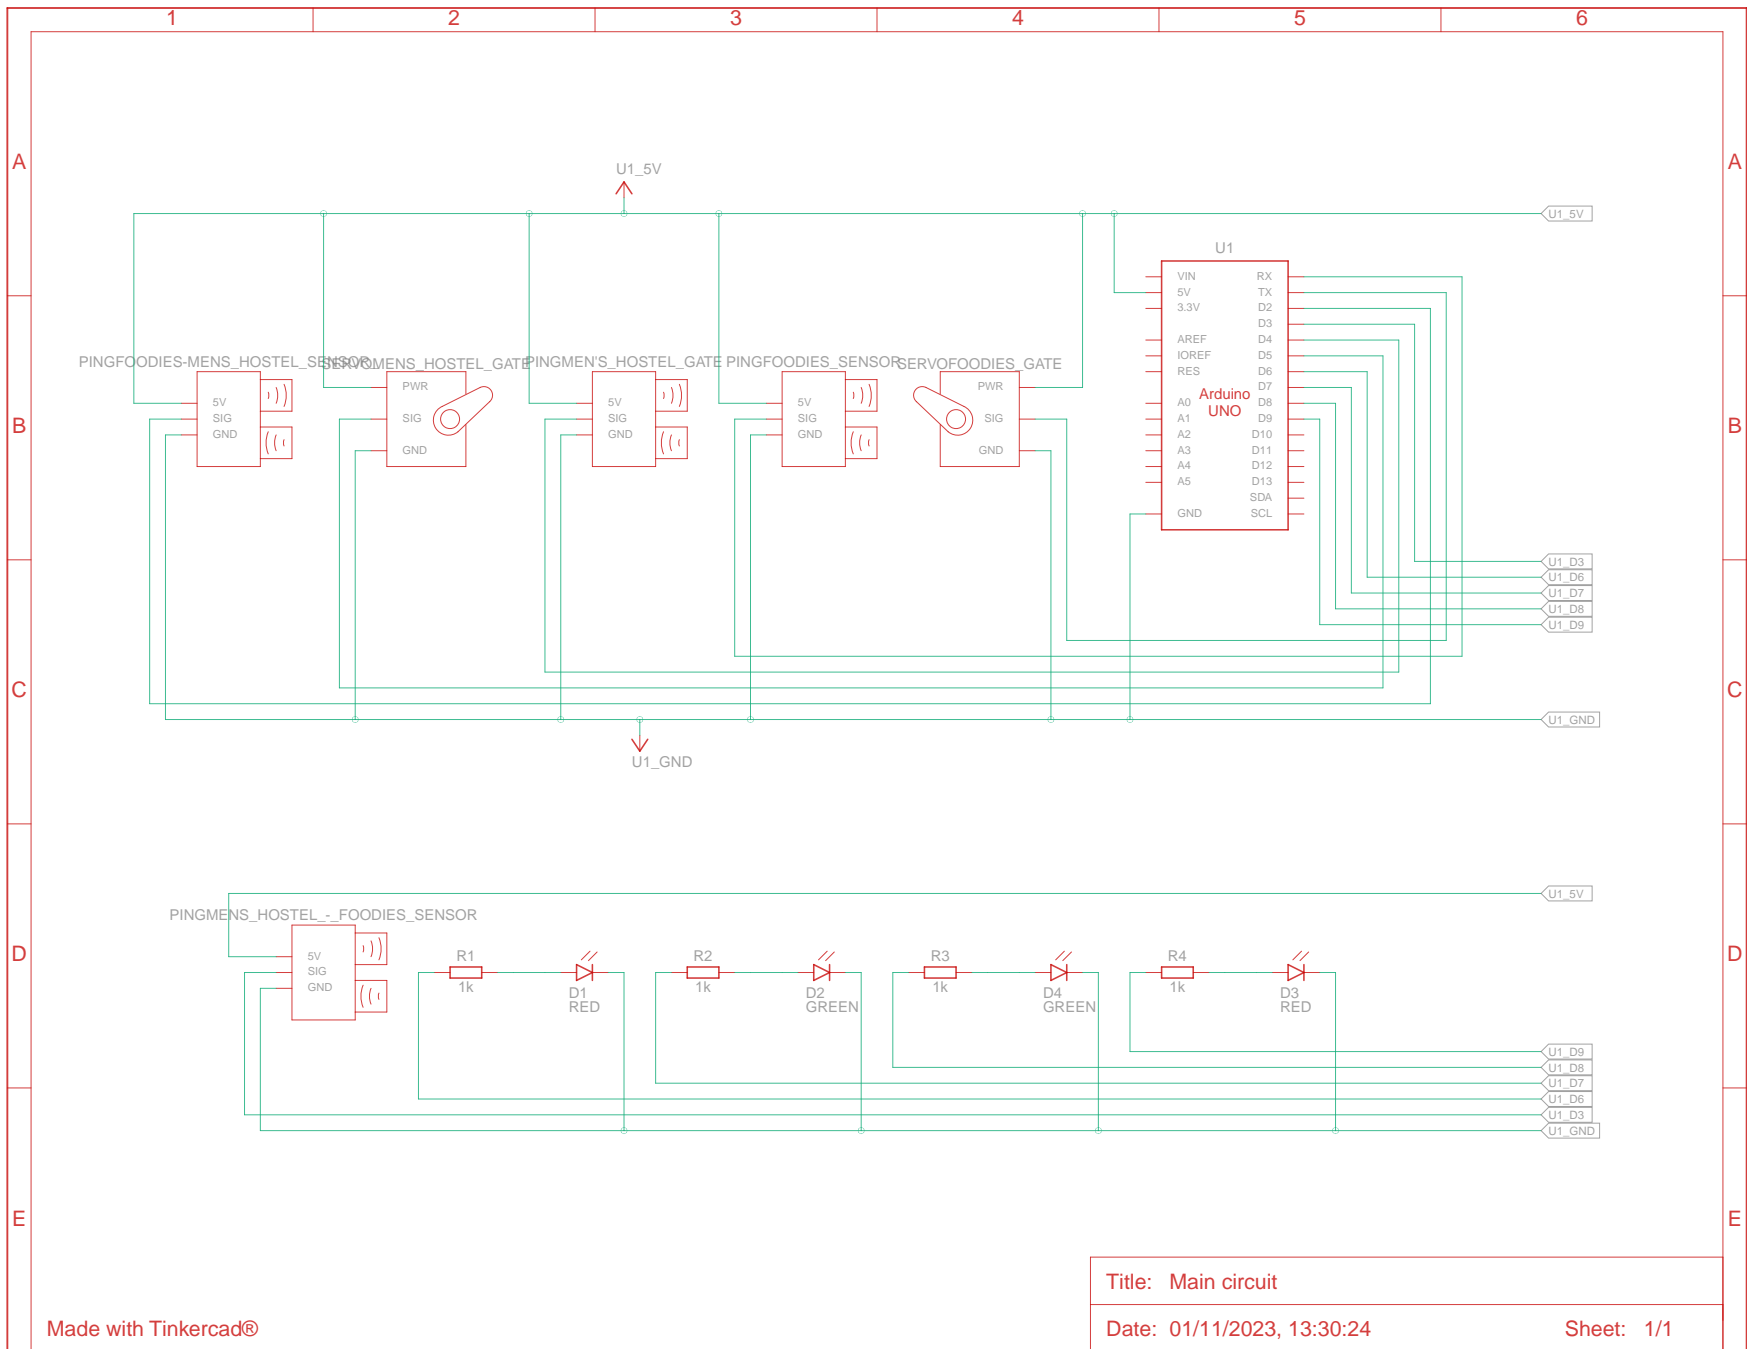 1 2 3 4 5 6
A A
U1_5V
U1_5V
U1
VIN RX
5V TX
3.3V D2
D3
AREF D4
IOREF D5
RES D6
D7
A0 D8
A1 D9
A2 D10
A3 D11
A4 D12
A5 D13
SDA
GND SCL
Arduino
UNO
PINGFOODIES-MENS_HOSTEL_SENSOR
5V
SIG
GND
SERVOMENS_HOSTEL_GATE
PWR
SIG
GND
PINGMEN'S_HOSTEL_GATE
5V
SIG
GND
PINGFOODIES_SENSOR
5V
SIG
GND
SERVOFOODIES_GATE
PWR
SIG
GND
B B
U1_D3
U1_D6
U1_D7
U1_D8
U1_D9
C C
U1_GND
U1_GND
U1_5V
PINGMENS_HOSTEL_-_FOODIES_SENSOR
5V
SIG
GND
D D
R1
1k
D1
RED
R2
1k
D2
GREEN
R3
1k
D4
GREEN
R4
1k
D3
RED
U1_D9
U1_D8
U1_D7
U1_D6
U1_D3
U1_GND
E E
Title: Main circuit
Made with Tinkercad®
Date: 01/11/2023, 13:30:24 Sheet: 1/1